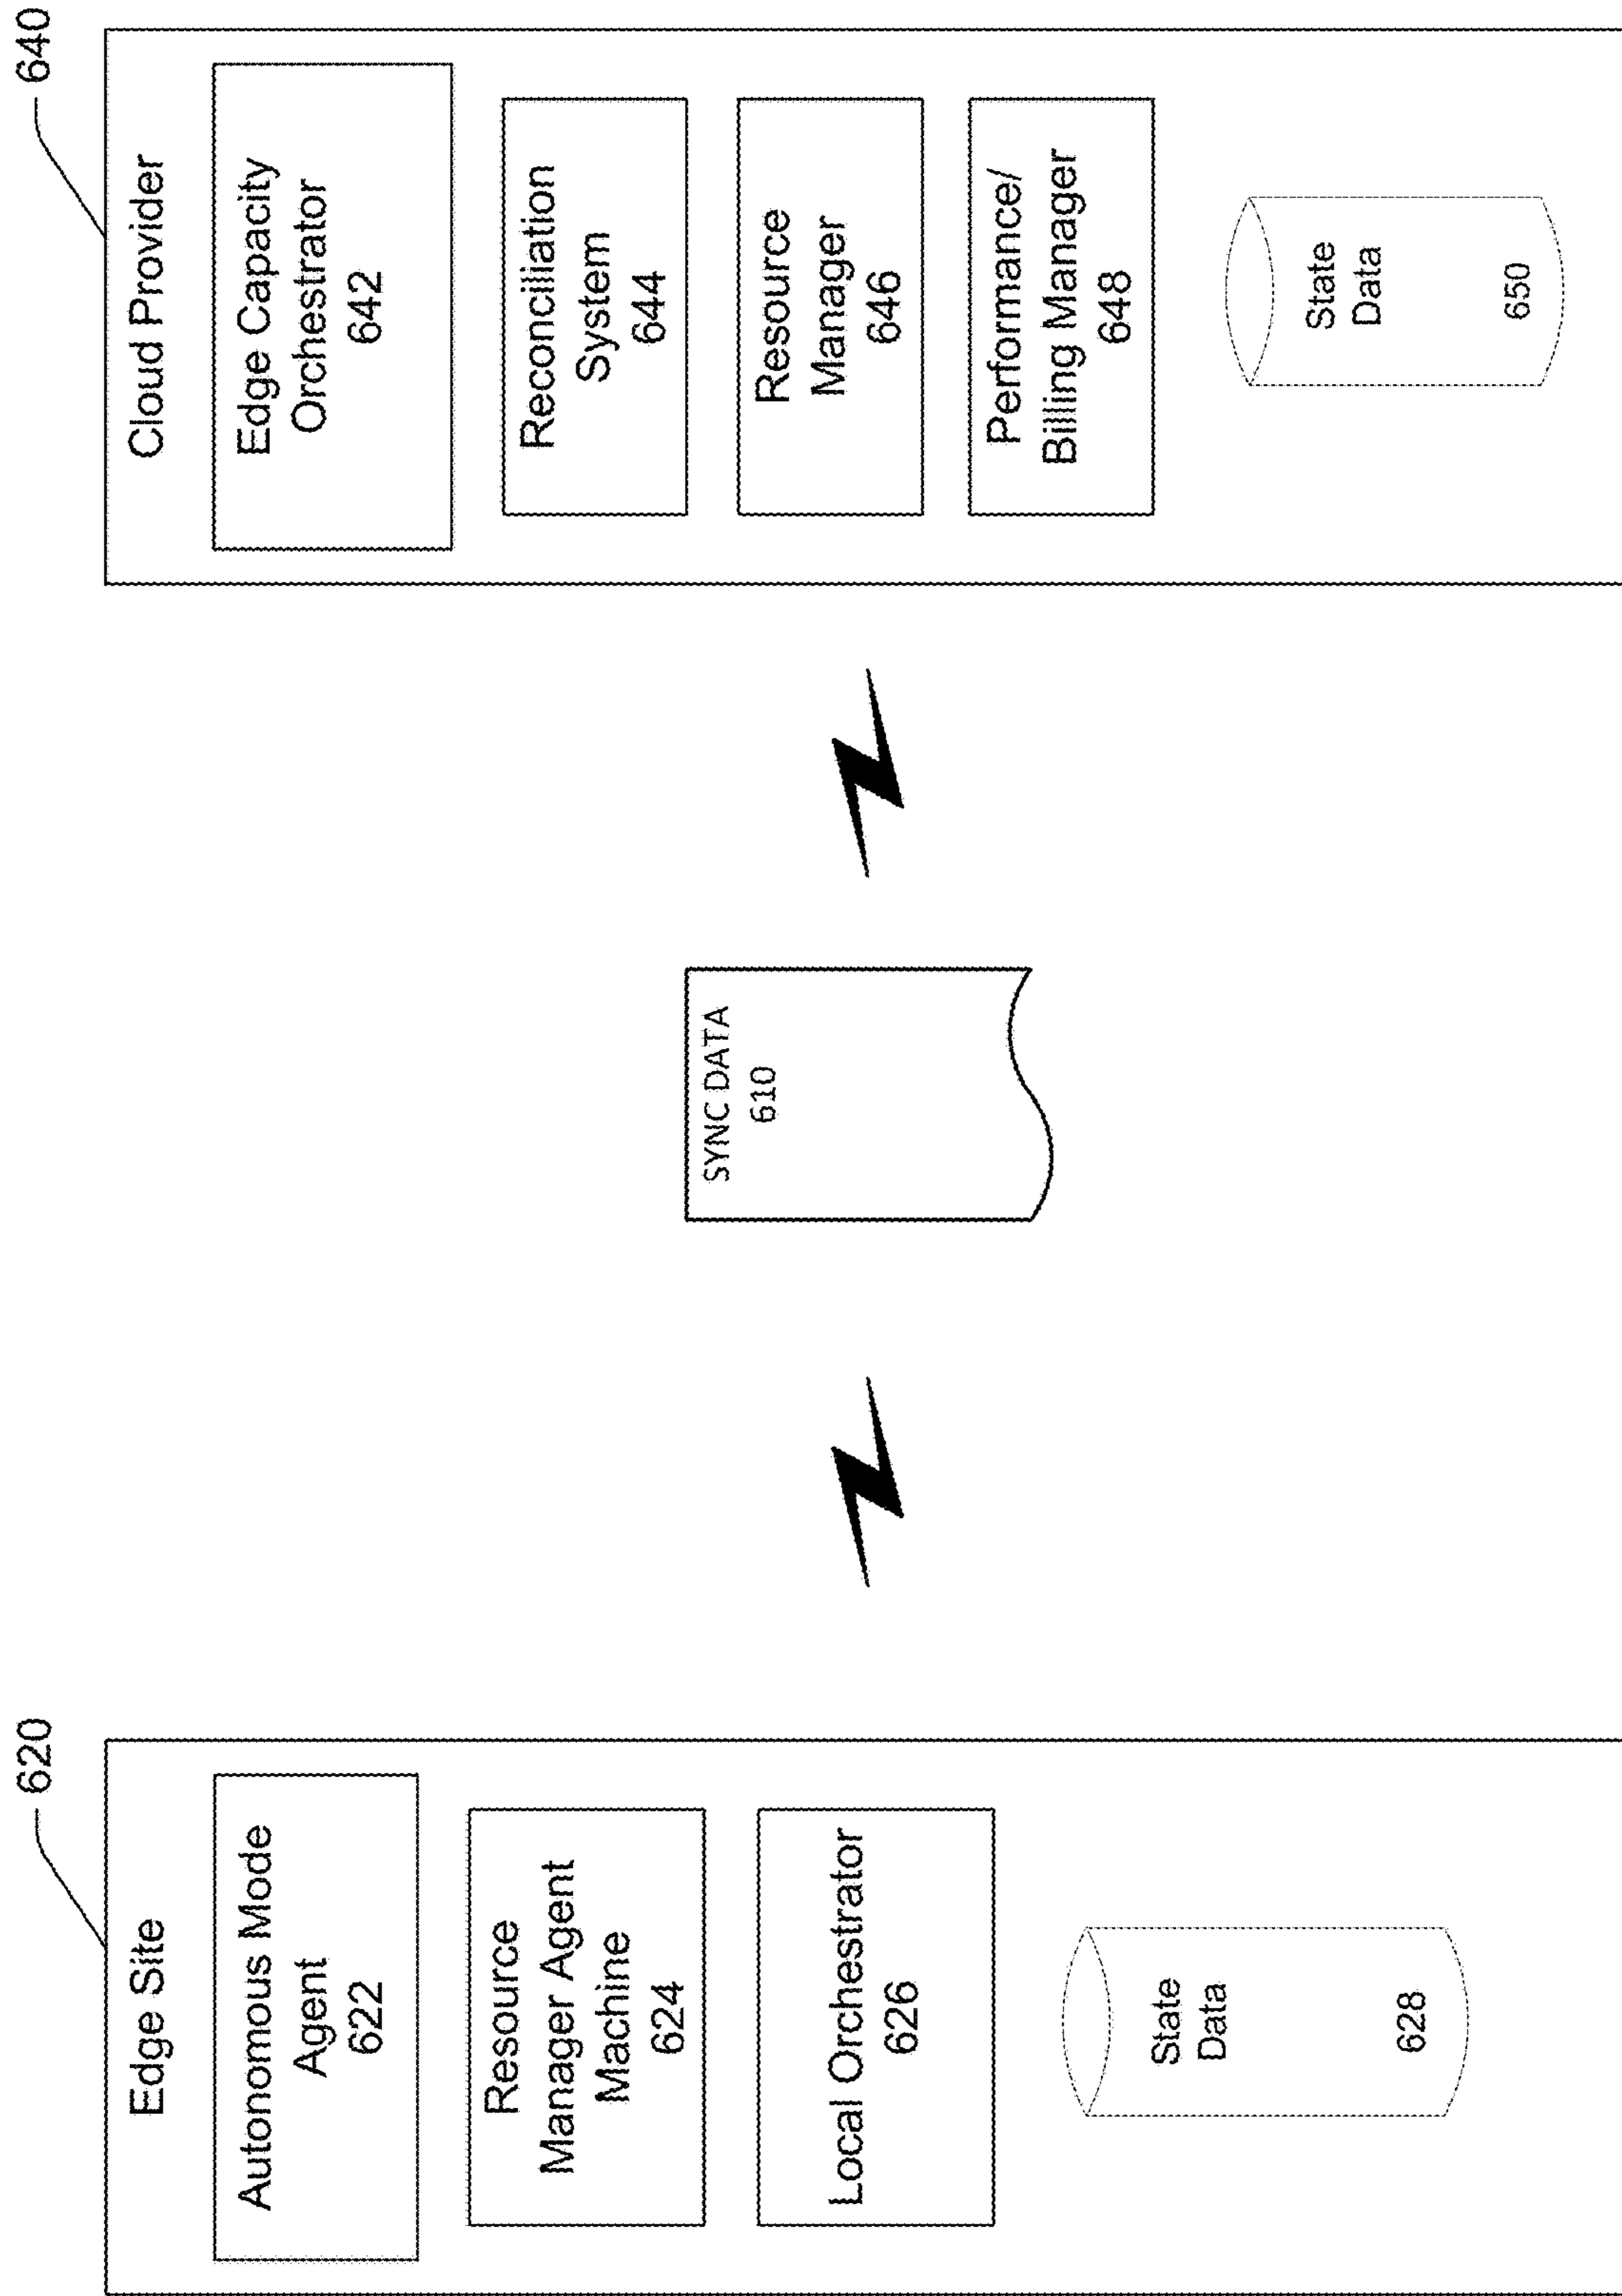 620
Edge Site
Autonomous Mode
Agent
622
Resource
Manager Agent
Machine
624
Local Orchestrator
626
State
Data
628
SYNC DATA
610
640
Cloud Provider
Edge Capacity
Orchestrator
642
Reconciliation
System
644
Resource
Manager
646
Performance/
Billing Manager
648
State
Data
650